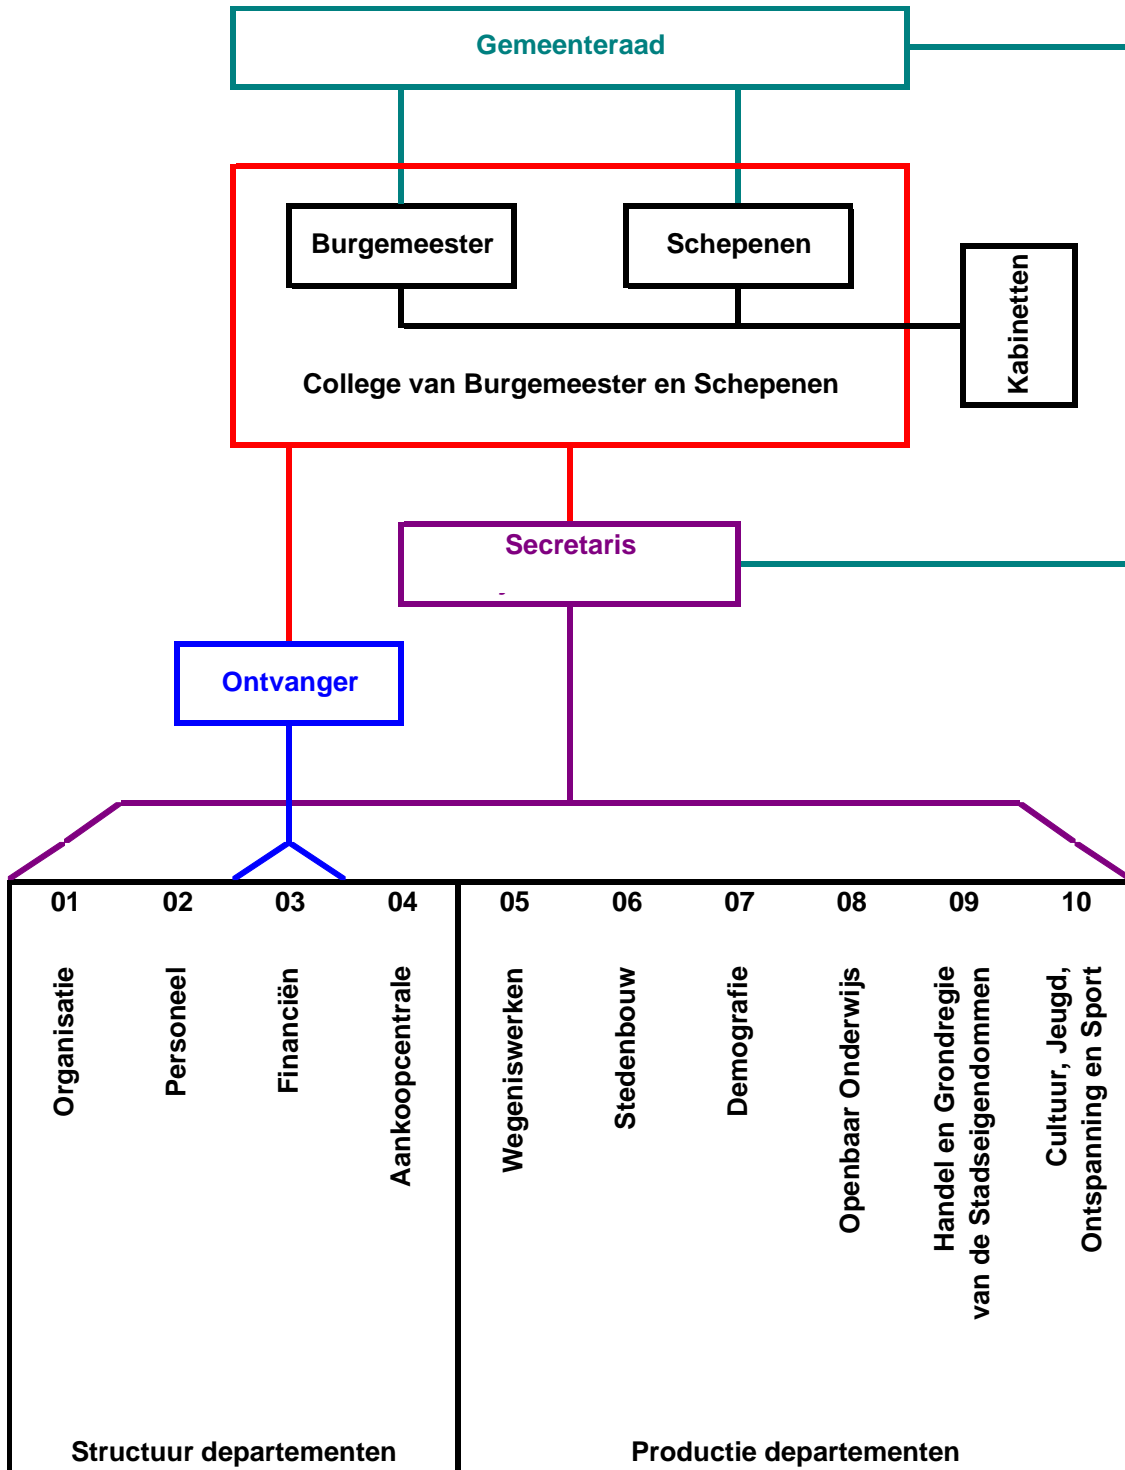 Gemeenteraad
Burgemeester
Schepenen
Kabinetten
College van Burgemeester en Schepenen
Secretaris
Ontvanger
01
02
03
04
05
06
07
08
09
10
Organisatie
Personeel
Financiën
Aankoopcentrale
Wegeniswerken
Stedenbouw
Demografie
Openbaar Onderwijs
Handel en Grondregie
van de Stadseigendommen
Cultuur, Jeugd,
Ontspanning en Sport
Structuur departementen
Productie departementen